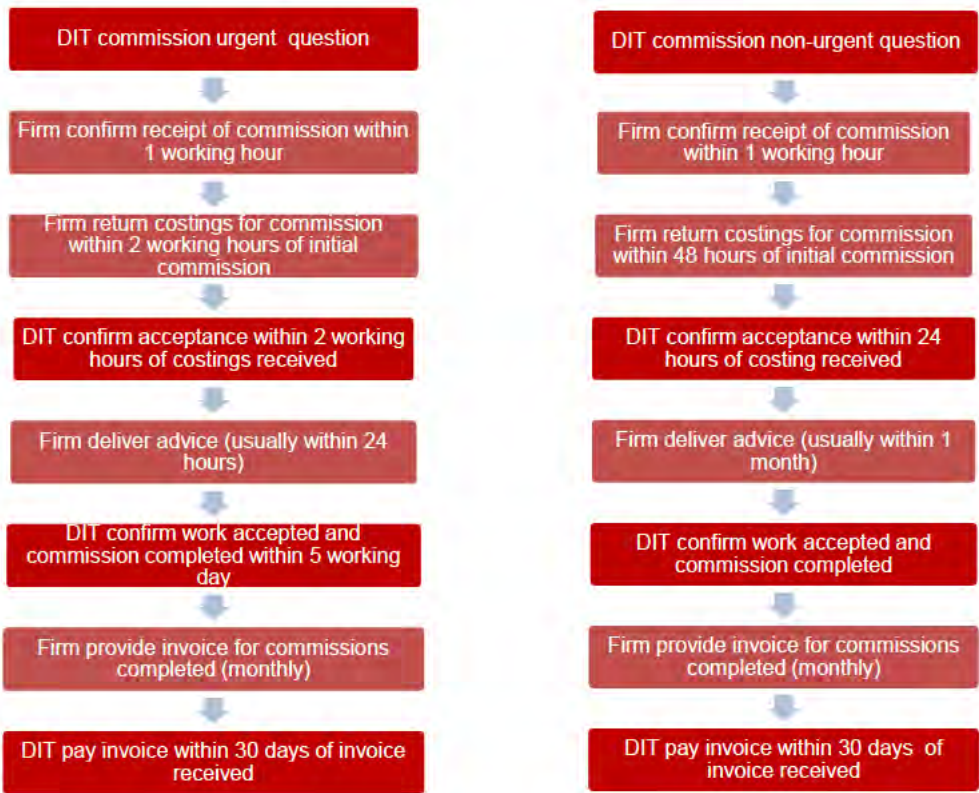 DIT commission urgent question
Firm confirm receipt of commission within
1 working hour
Firm return costings for commission
within 2 working hours of initial
commission
DIT confirm acceptance within 2 working
hours of costings received
Firm deliver advice (usually within 24
hours)
DIT confirm work accepted and
commission completed within 5 working
day
Firm provide invoice for commissions
completed (monthly)
DIT pay invoice within 30 days of invoice
received
DIT commission non-urgent question
Firm confirm receipt of commission
within 1 working hour
Firm return costings for commission
within 48 hours of initial commission
DIT confirm acceptance within 24
hours of costing received
Firm deliver advice (usually within 1
month)
DIT confirm work accepted and
commission completed
Firm provide invoice for commissions
completed (monthly)
DIT pay invoice within 30 days of
invoice received